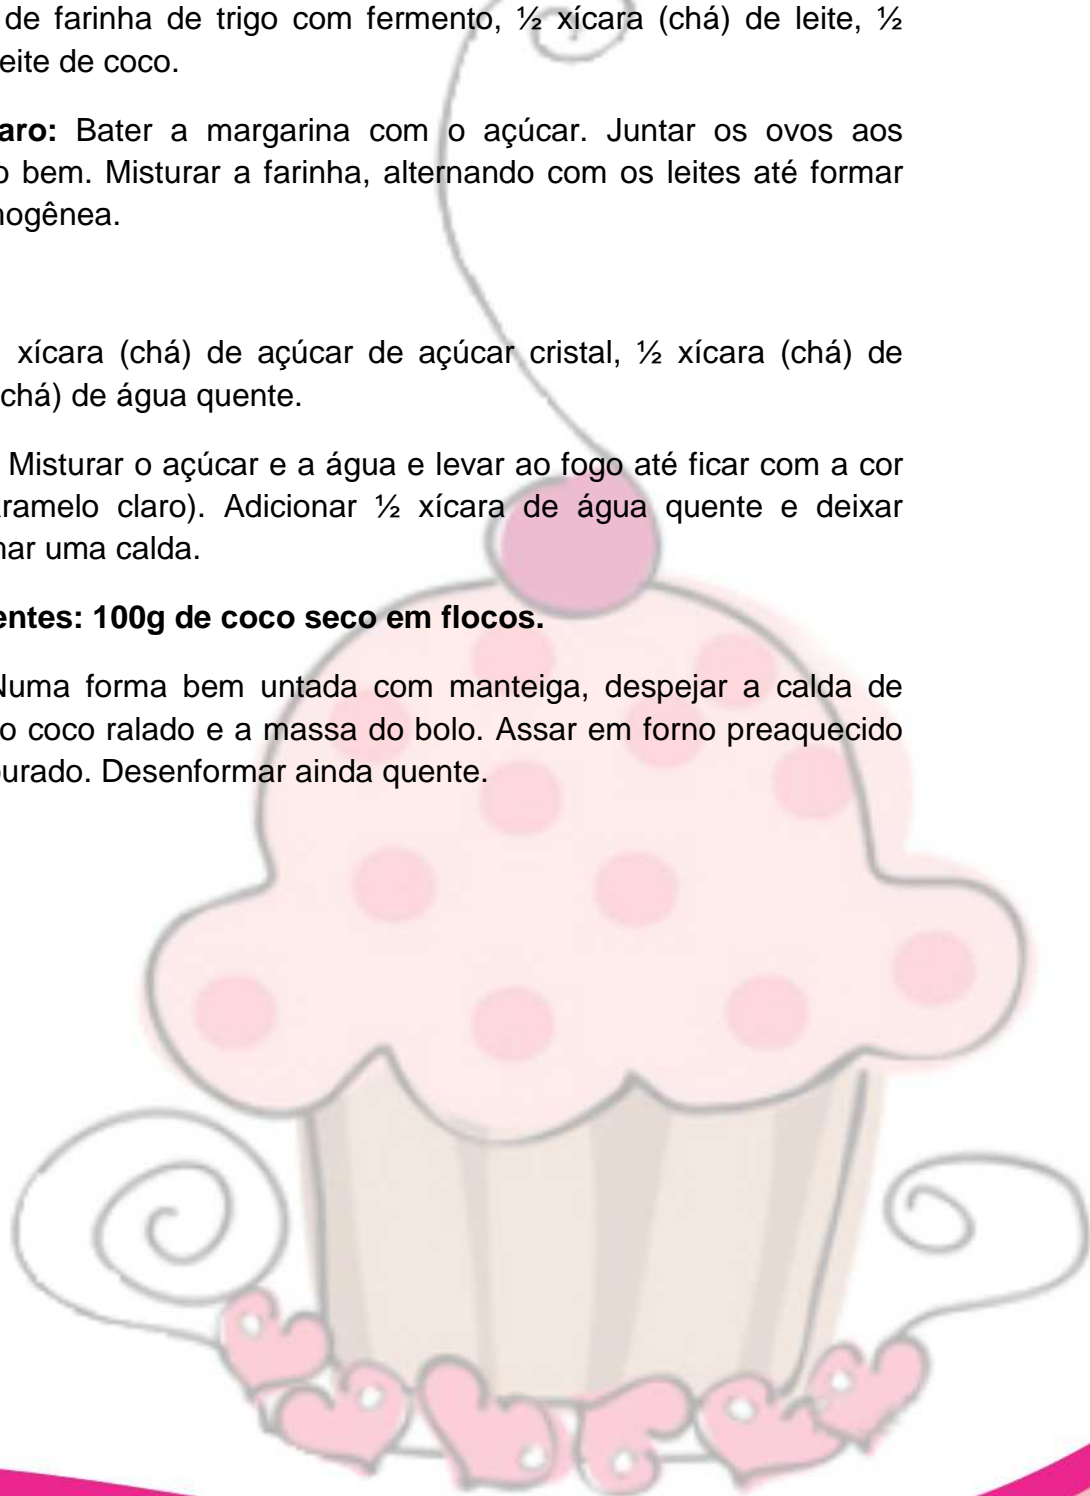 de farinha de trigo com fermento, ½ xícara (chá) de leite, ½
eite de coco.
aro: Bater a margarina com o açúcar. Juntar os ovos aos
o bem. Misturar a farinha, alternando com os leites até formar
nogênea.
xícara (chá) de açúcar de açúcar cristal, ½ xícara (chá) de
chá) de água quente.
Misturar o açúcar e a água e levar ao fogo até ficar com a cor
ramelo claro). Adicionar ½ xícara de água quente e deixar
nar uma calda.
entes: 100g de coco seco em flocos.
Numa forma bem untada com manteiga, despejar a calda de
o coco ralado e a massa do bolo. Assar em forno preaquecido
ourado. Desenformar ainda quente.